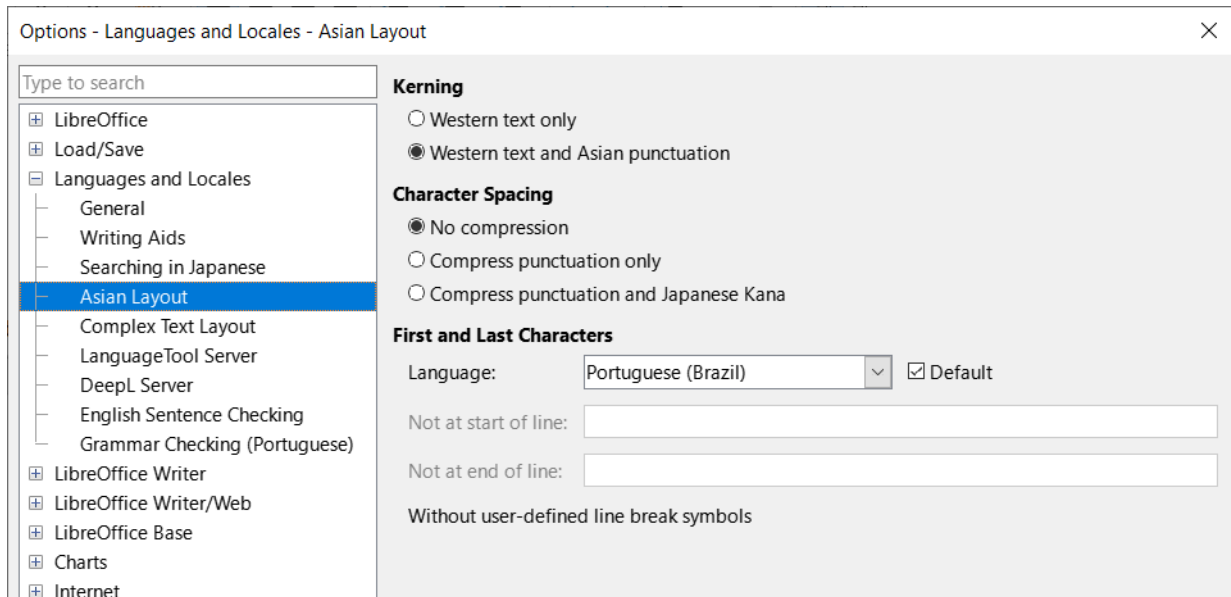 Options - Languages and Locales - Asian Layout
Type to search
LibreOffice
Load/Save
Languages and Locales
General
Writing Aids
Searching in Japanese
Asian Layout
Complex Text Layout
LanguageTool Server
DeepL Server
English Sentence Checking
Grammar Checking (Portuguese)
LibreOffice Writer
LibreOffice Writer/Web
LibreOffice Base
Charts
Internet
Kerning
Western text only
Western text and Asian punctuation
Character Spacing
No compression
Compress punctuation only
Compress punctuation and Japanese Kana
First and Last Characters
Language: Portuguese (Brazil) Default
Not at start of line:
Not at end of line:
Without user-defined line break symbols